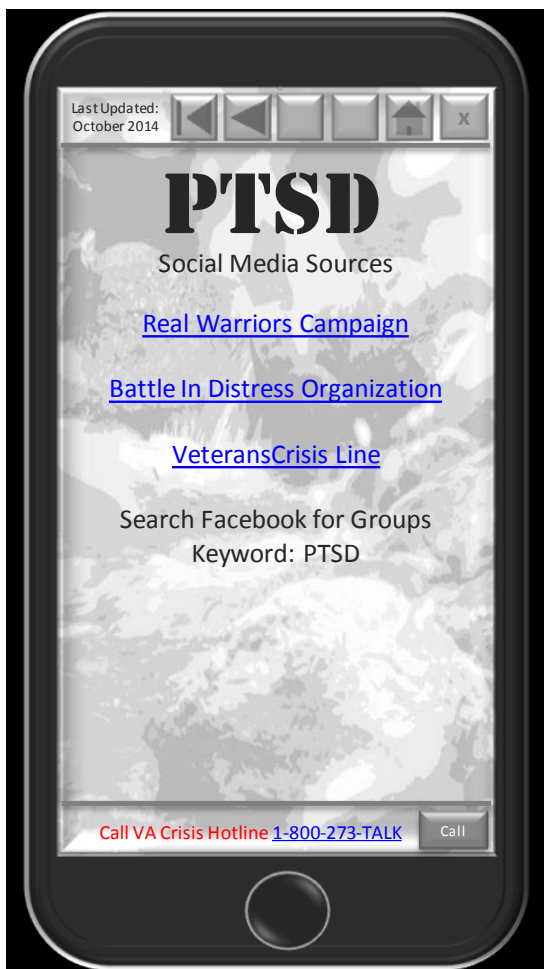 Last Updated:
October 2014
X
PTSD
Social Media Sources
Real Warriors Campaign
Battle In Distress Organization
VeteransCrisis Line
Search Facebook for Groups
Keyword: PTSD
Call VA Crisis Hotline 1-800-273-TALK
Call